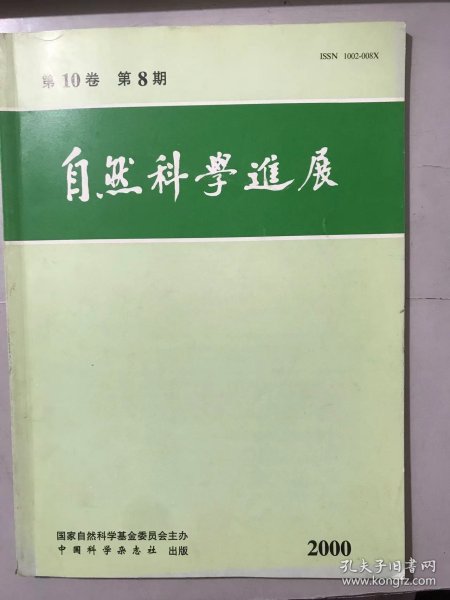 ISSN 1002-008X
第10卷 第8期
自然科學進展
国家自然科学基金委员会主办
中国科学杂志社 出版
2000
孔夫子旧书网
www.kongfz.com